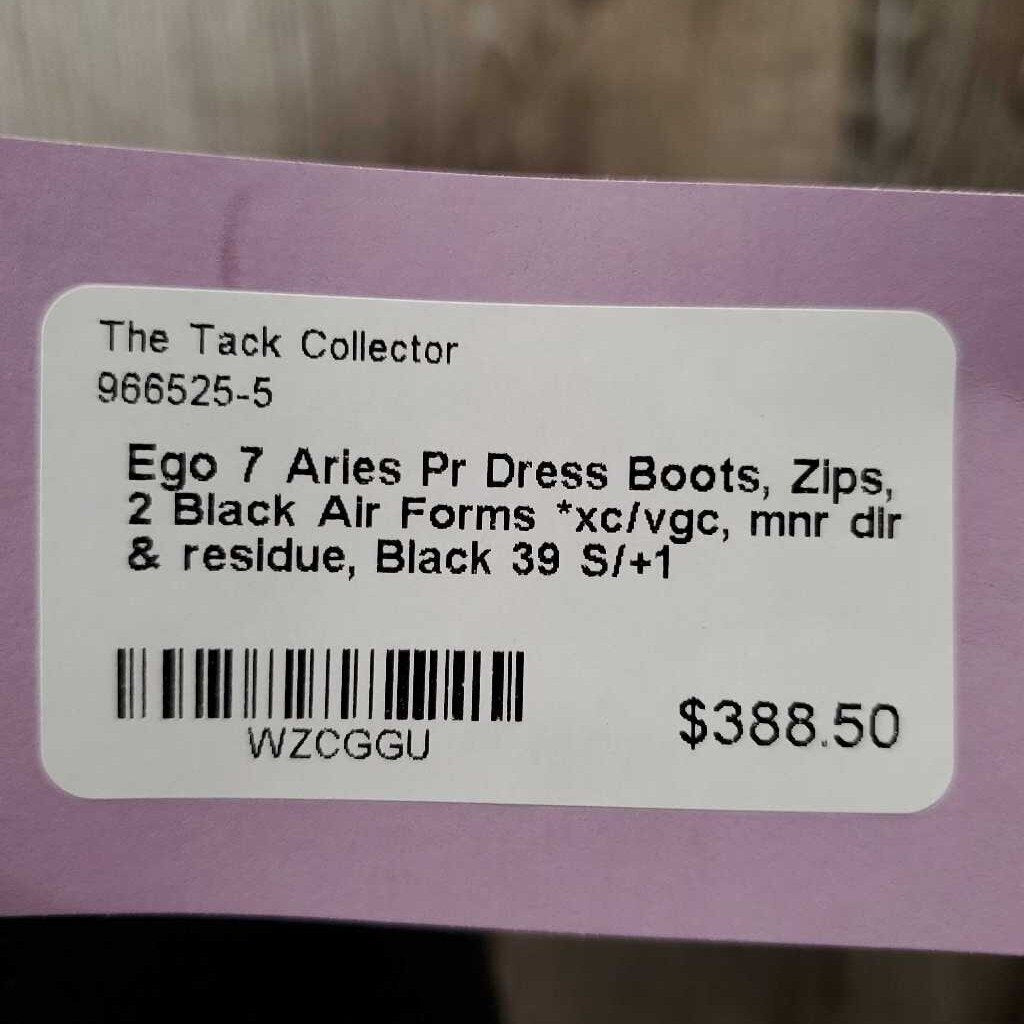 The Tack Collector
966525-5
Ego 7 Aries Pr Dress Boots, Zips,
2 Black Air Forms *xc/vgc, mnr dir
& residue, Black 39 S/+1
WZCGGU
$388.50